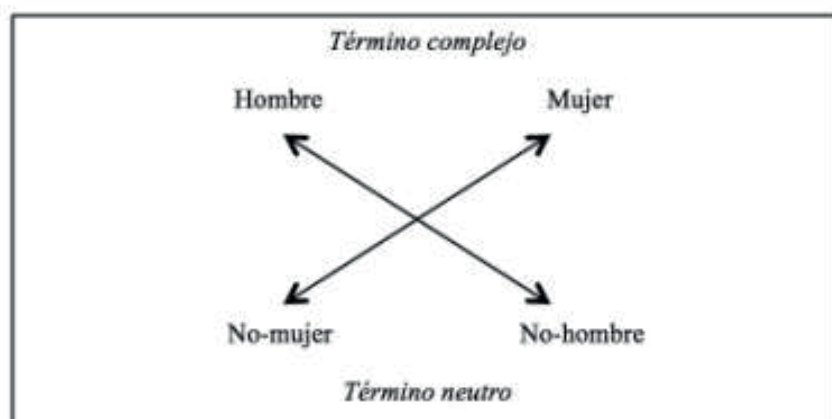 Término complejo
Hombre Mujer
No-mujer No-hombre
Término neutro